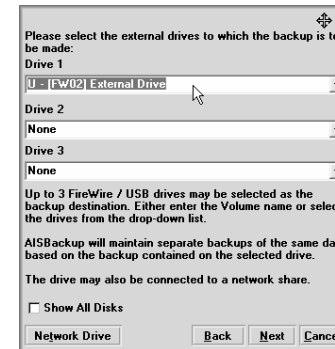 Please select the external drives to which the backup is to
be made:
Drive 1
U - [FW02] External Drive
Drive 2
None
Drive 3
None
Up to 3 FireWire / USB drives may be selected as the
backup destination. Either enter the Volume name or selec
the drives from the drop-down list.
AISBackup will maintain separate backups of the same da
based on the backup contained on the selected drive.
The drive may also be connected to a network share.
Show All Disks
Network Drive Back Next Cance